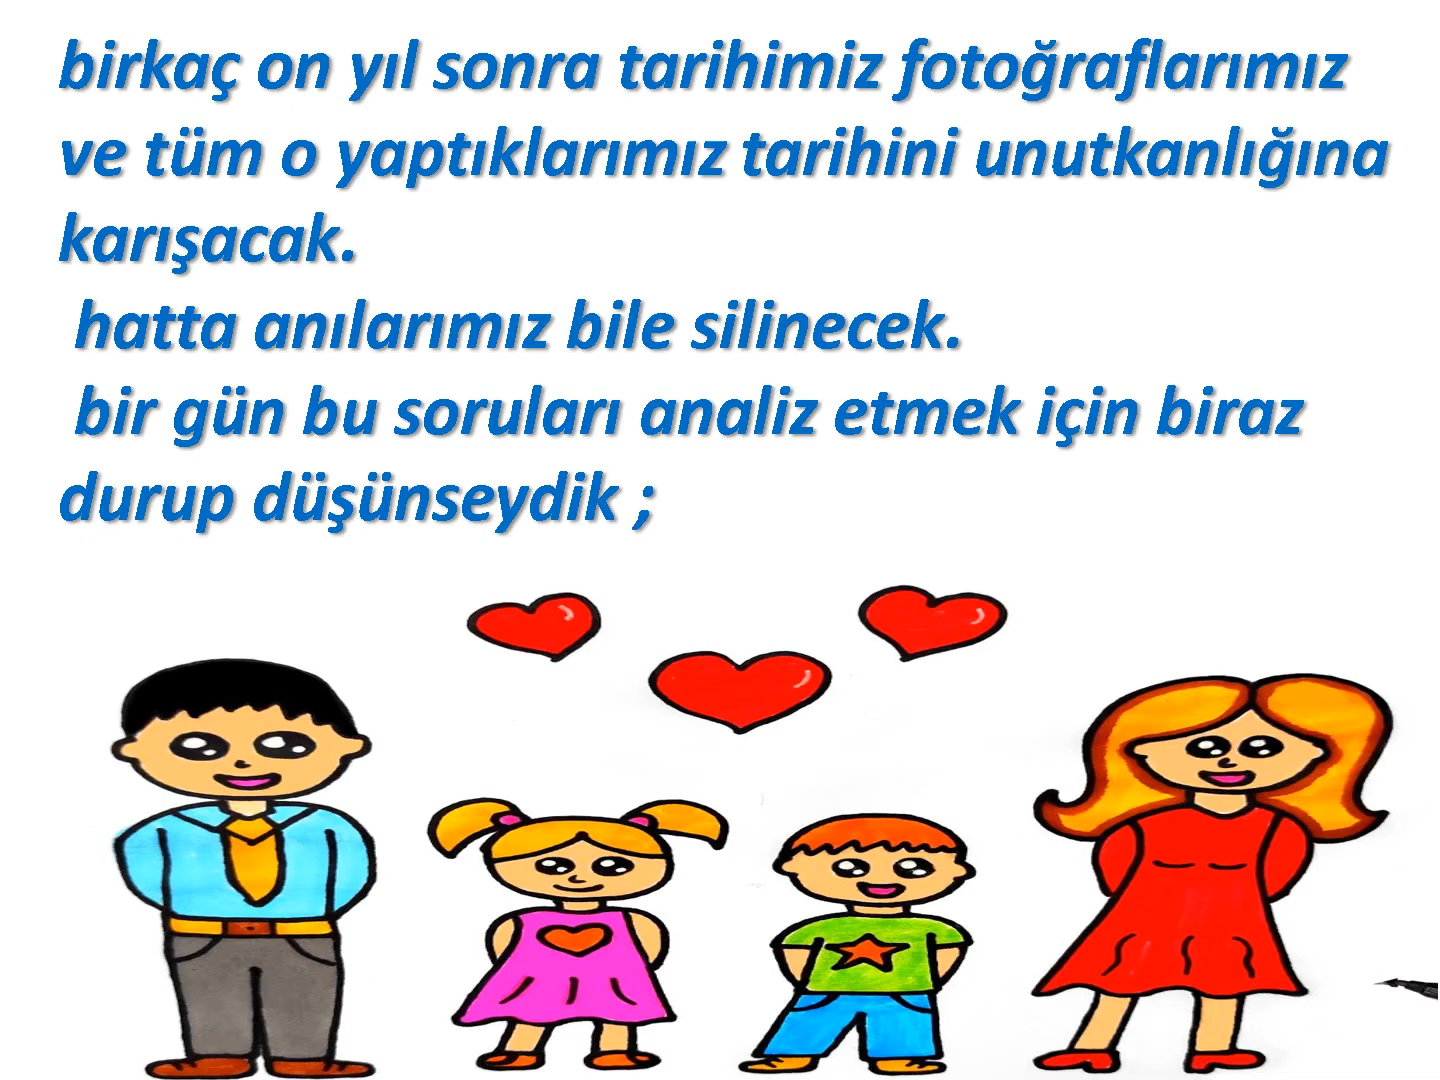 birkaç on yıl sonra tarihimiz fotoğraflarımız
ve tüm o yaptıklarımız tarihini unutkanlığına
karışacak.
hatta anılarımız bile silinecek.
bir gün bu soruları analiz etmek için biraz
durup düşünseydik ;